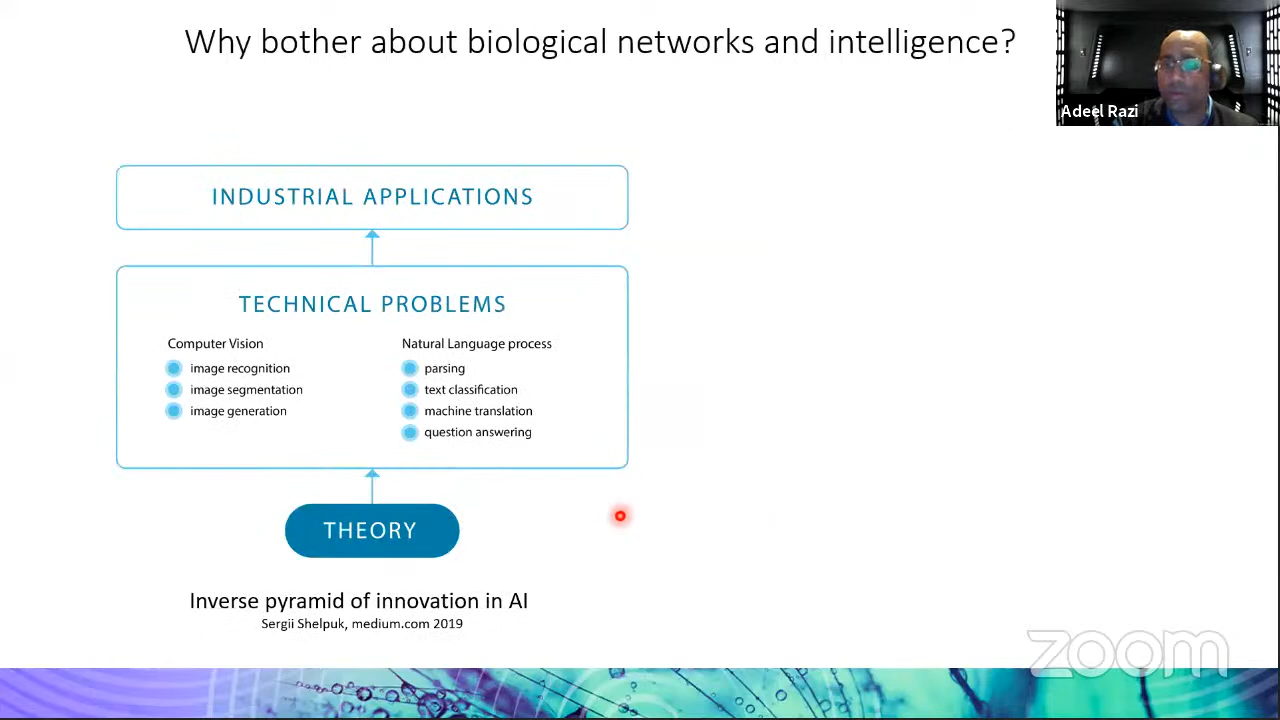 Why bother about biological networks and intelligence?
Adeel Razi
INDUSTRIAL APPLICATIONS
TECHNICAL PROBLEMS
Computer Vision
image recognition
image segmentation
image generation
Natural Language process
parsing
text classification
machine translation
question answering
THEORY
Inverse pyramid of innovation in AI
Sergii Shelpuk, medium.com 2019
zoom